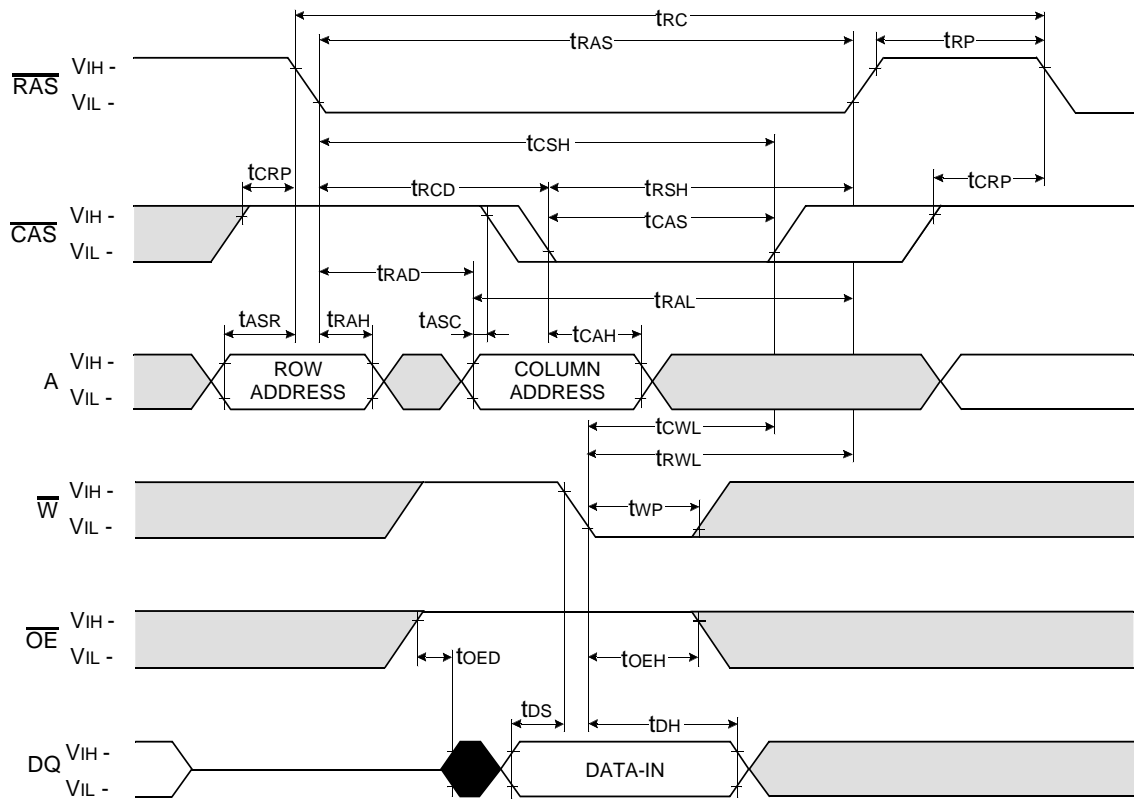 tRC
tRAS
tRP
RAS
VIH -
VIL -
tCSH
tCRP
tRCD
tRSH
tCRP
CAS
VIH -
VIL -
tCAS
tRAD
tRAL
tASR
tRAH
tASC
tCAH
A
VIH -
VIL -
ROW
ADDRESS
COLUMN
ADDRESS
tCWL
tRWL
W
VIH -
VIL -
tWP
OE
VIH -
VIL -
tOED
tOEH
tDS
tDH
DQ
VIH -
VIL -
DATA-IN